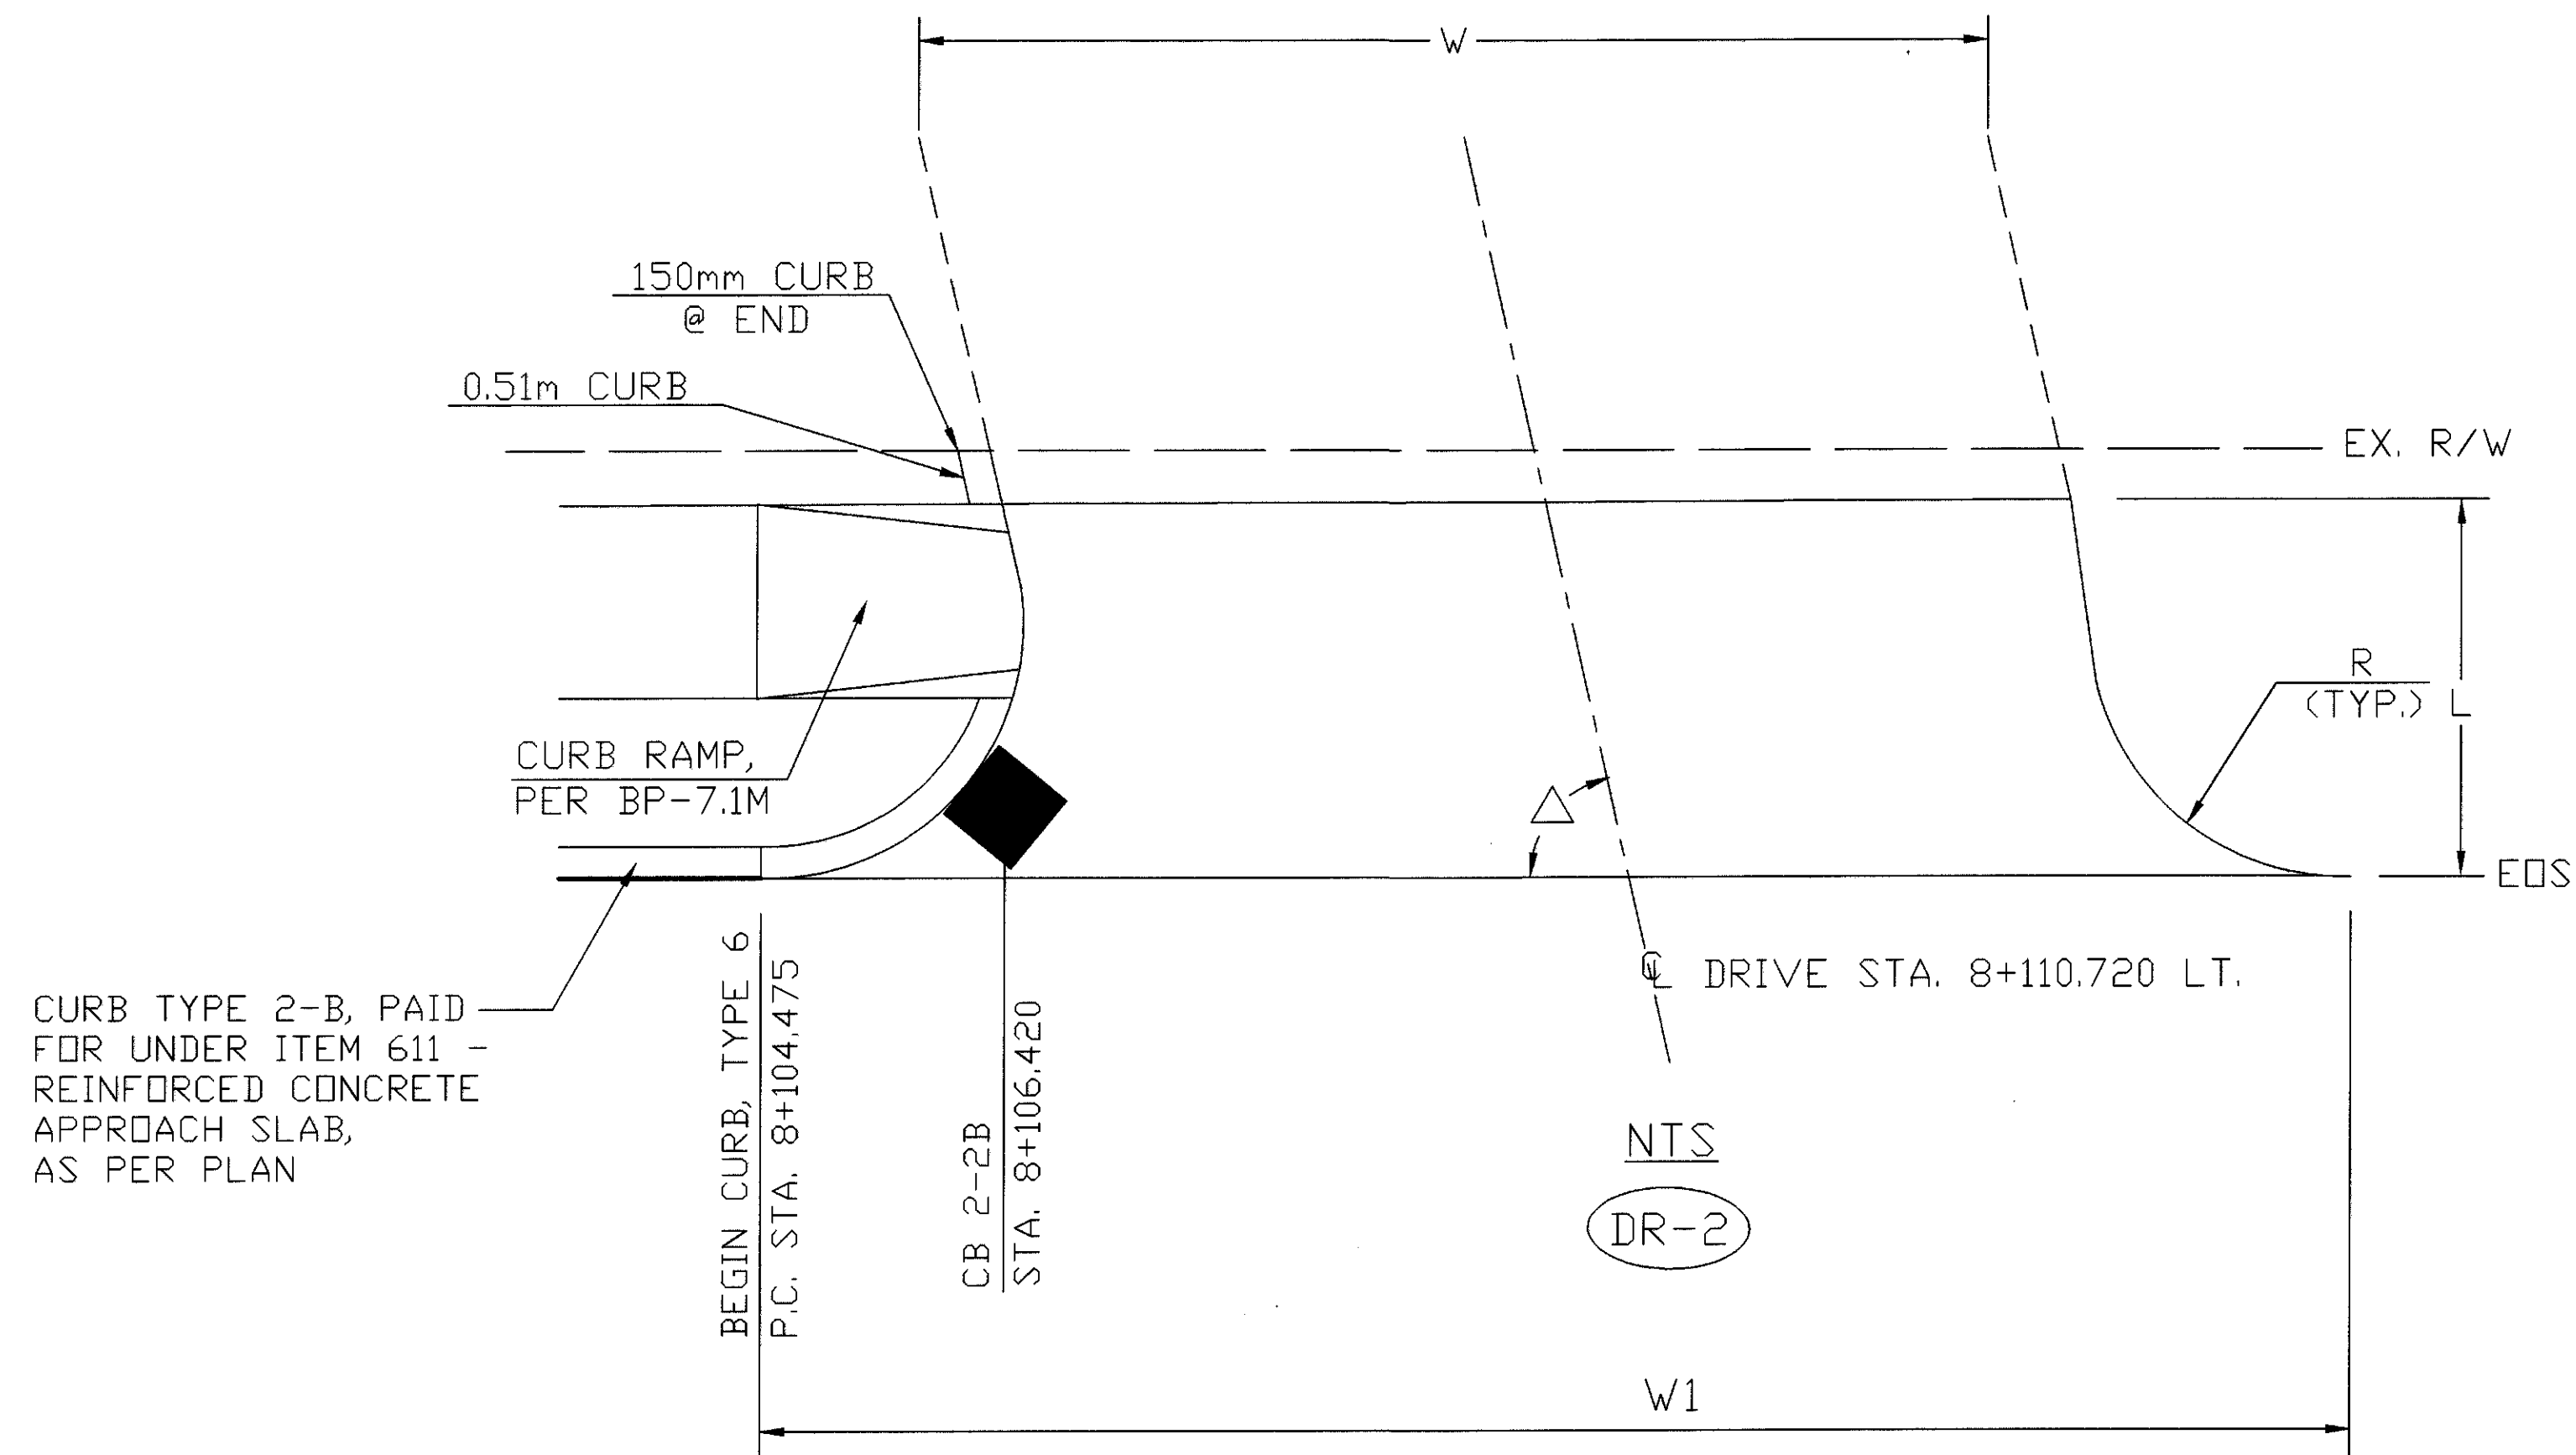 W
150mm CURB
@ END
0.51m CURB
EX. R/W
R
(TYP.)
L
CURB RAMP,
PER BP-7.1M
△
EOS
℄ DRIVE STA. 8+110.720 LT.
CURB TYPE 2-B, PAID
FOR UNDER ITEM 611 -
REINFORCED CONCRETE
APPROACH SLAB,
AS PER PLAN
BEGIN CURB, TYPE 6
P.C. STA. 8+104.475
CB 2-2B
STA. 8+106.420
NTS
DR-2
W1